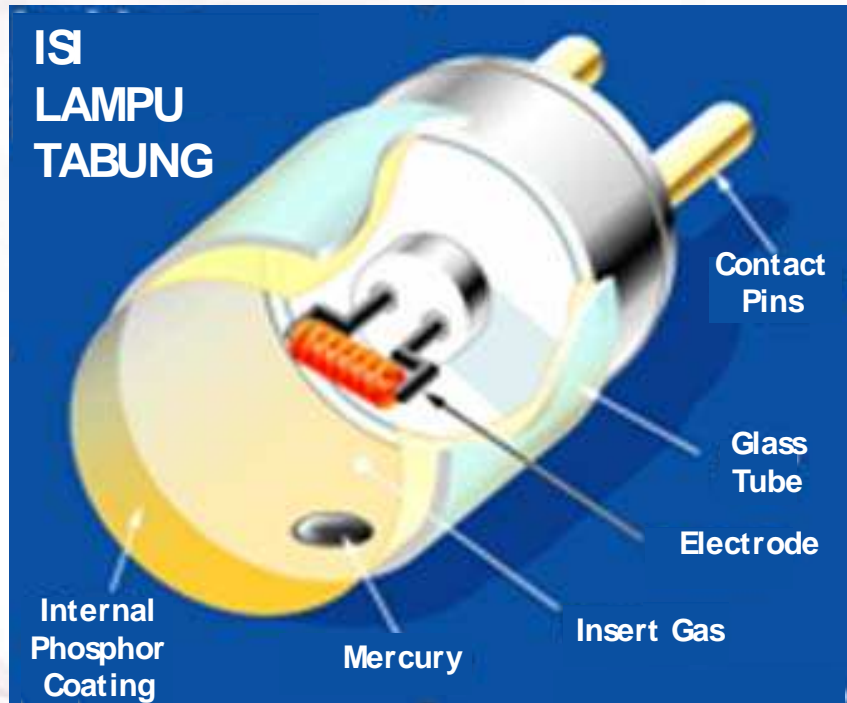 ISI
LAMPU
TABUNG
Contact
Pins
Glass
Tube
Electrode
Insert Gas
Mercury
Internal
Phosphor
Coating